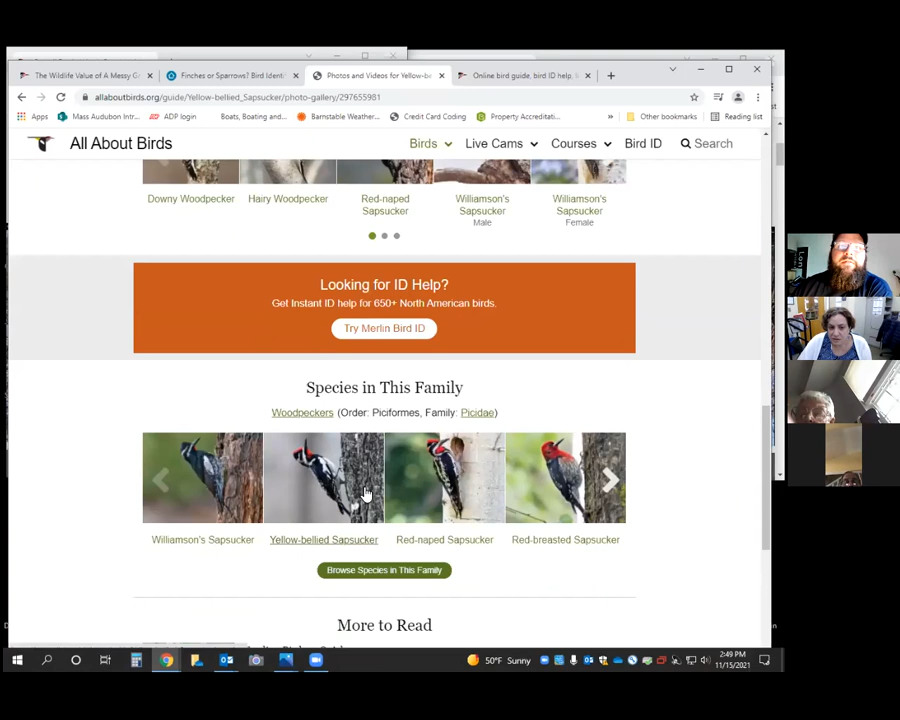 The Wildlife Value of A Messy G
Finches or Sparrows? Bird Identif
Photos and Videos for Yellow-be
Online bird guide, bird ID help, l
allaboutbirds.org/guide/Yellow-bellied_Sapsucker/photo-gallery/297655981
Apps Mass Audubon Intr... ADP login Boats, Boating and... Barnstable Weather... Credit Card Coding Property Accreditati... » Other bookmarks Reading list
All About Birds Birds Live Cams Courses Bird ID Search
Downy Woodpecker
Hairy Woodpecker
Red-naped
Sapsucker
Williamson's
Sapsucker
Male
Williamson's
Sapsucker
Female
Looking for ID Help?
Get Instant ID help for 650+ North American birds.
Try Merlin Bird ID
Species in This Family
Woodpeckers (Order: Piciformes, Family: Picidae)
Williamson's Sapsucker Yellow-bellied Sapsucker Red-naped Sapsucker Red-breasted Sapsucker
Browse Species in This Family
More to Read
50°F Sunny
2:49 PM
11/15/2021